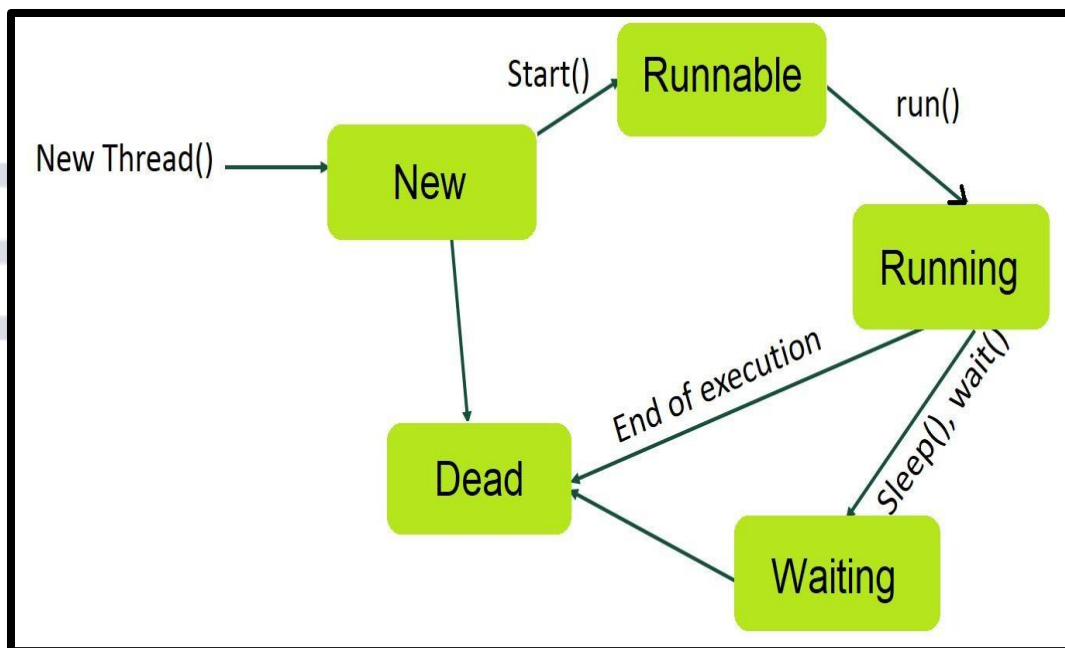 Start()
Runnable
run()
New Thread()
New
Running
End of execution
Sleep(), wait()
Dead
Waiting